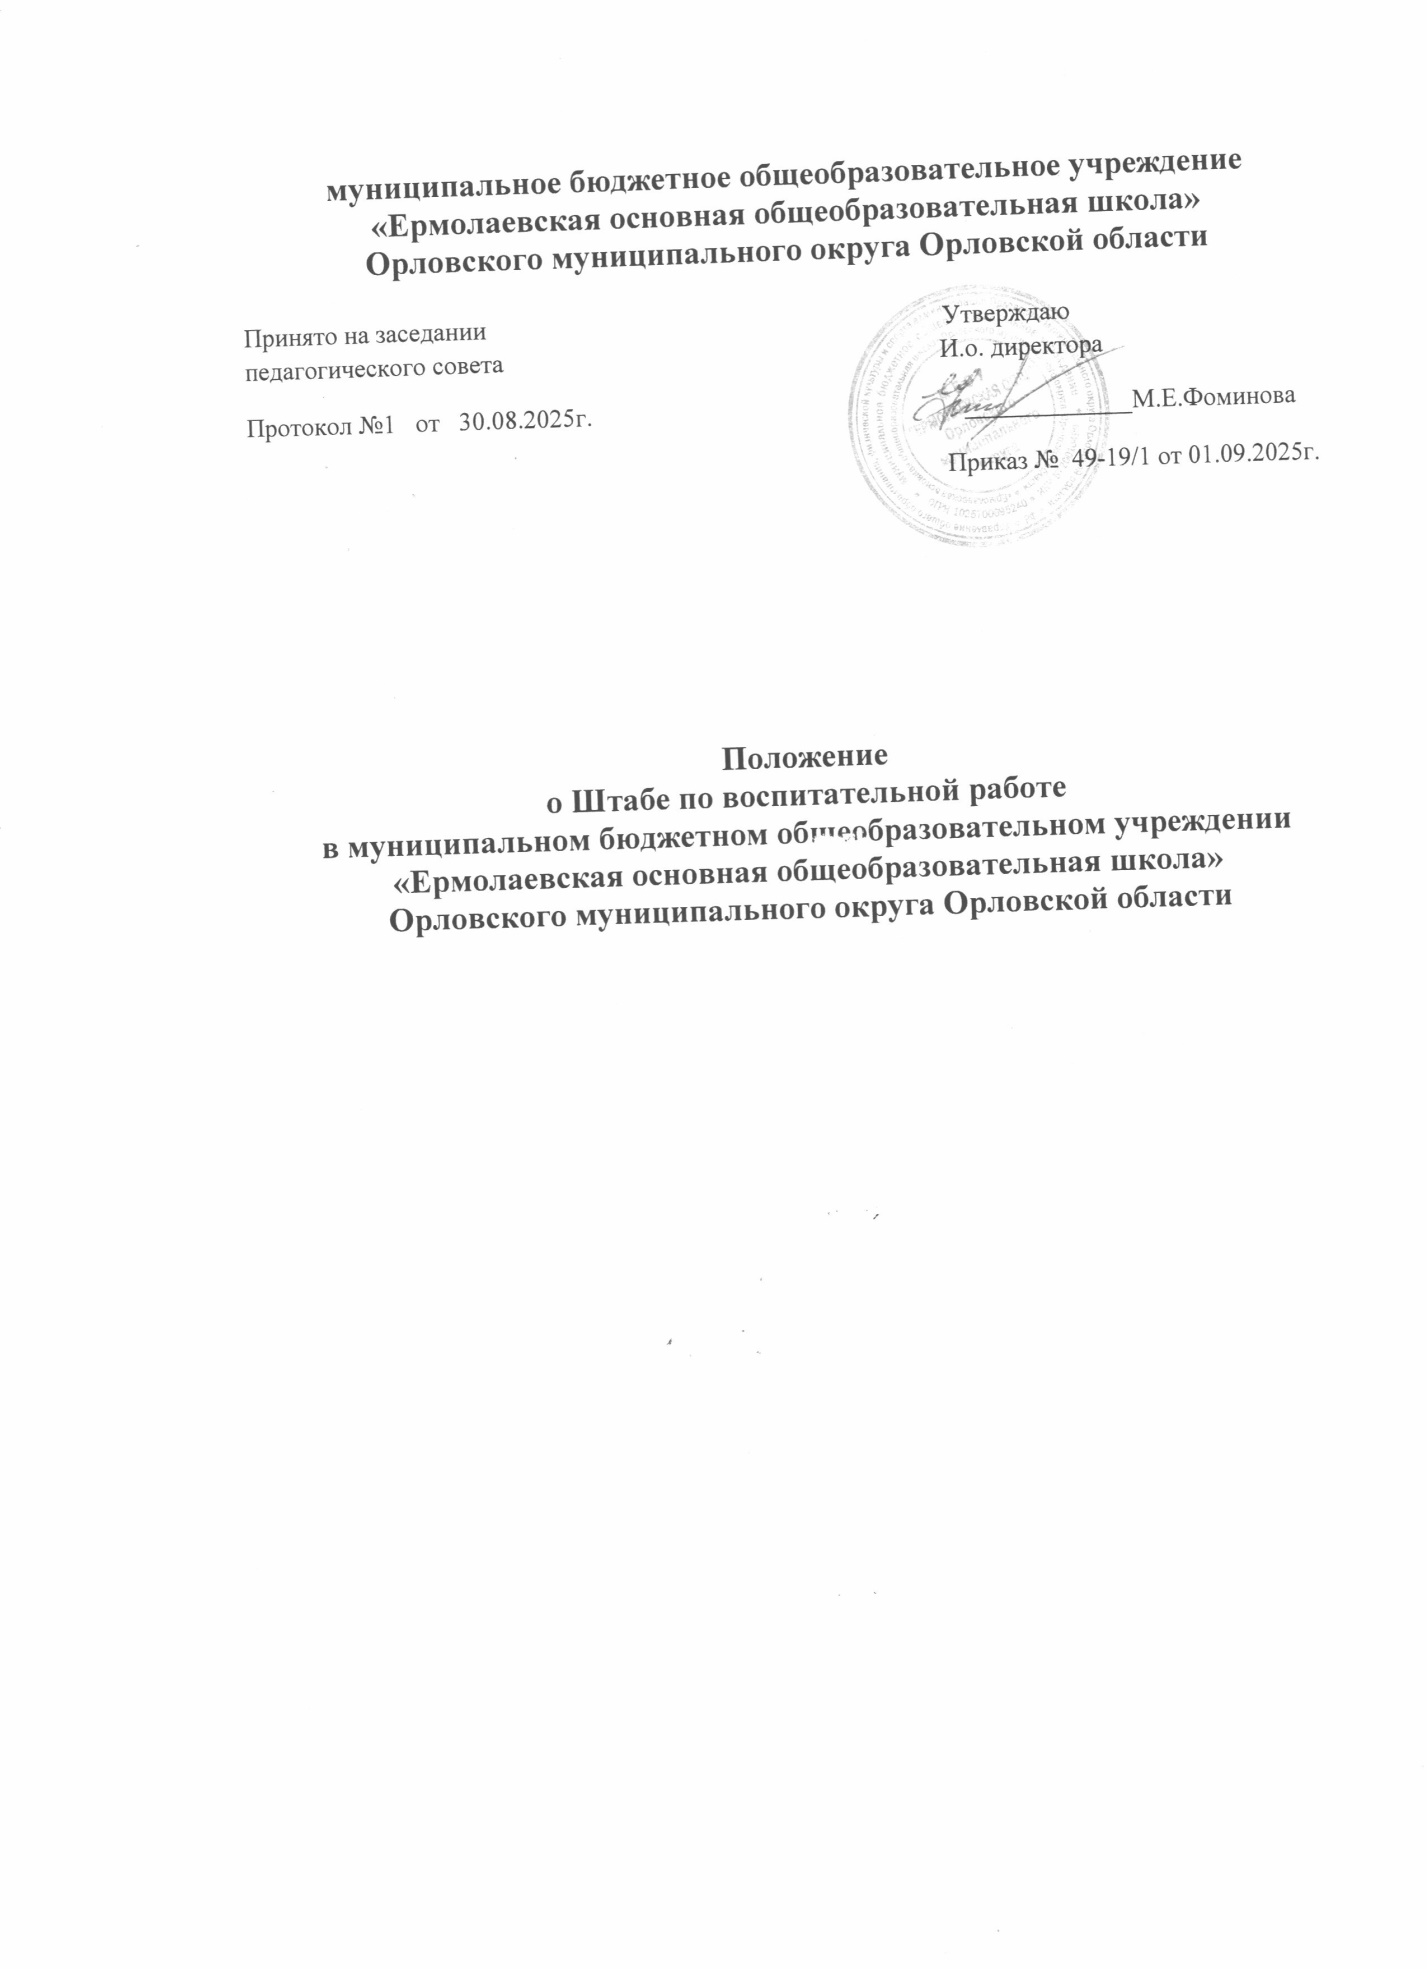 муниципальное бюджетное общеобразовательное учреждение
«Ермолаевская основная общеобразовательная школа»
Орловского муниципального округа Орловской области
Принято на заседании
педагогического совета
Протокол №1 от 30.08.2025г.
Утверждаю
И.о. директора
______________М.Е.Фоминова
Приказ № 49-19/1 от 01.09.2025г.
Положение
о Штабе по воспитательной работе
в муниципальном бюджетном общеобразовательном учреждении
«Ермолаевская основная общеобразовательная школа»
Орловского муниципального округа Орловской области